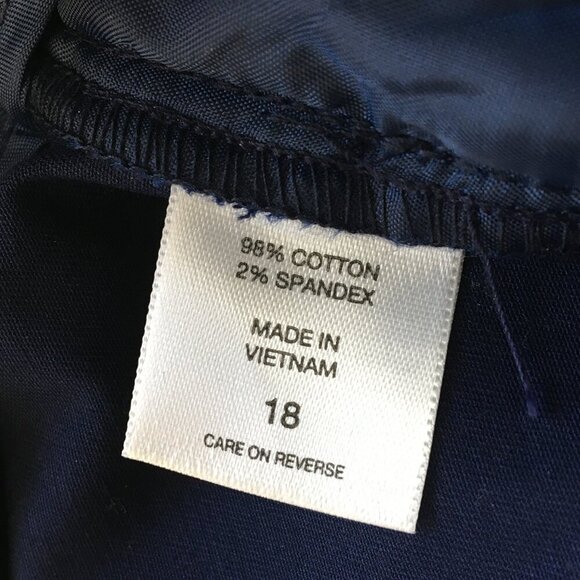 98% COTTON
2% SPANDEX
MADE IN
VIETNAM
18
CARE ON REVERSE